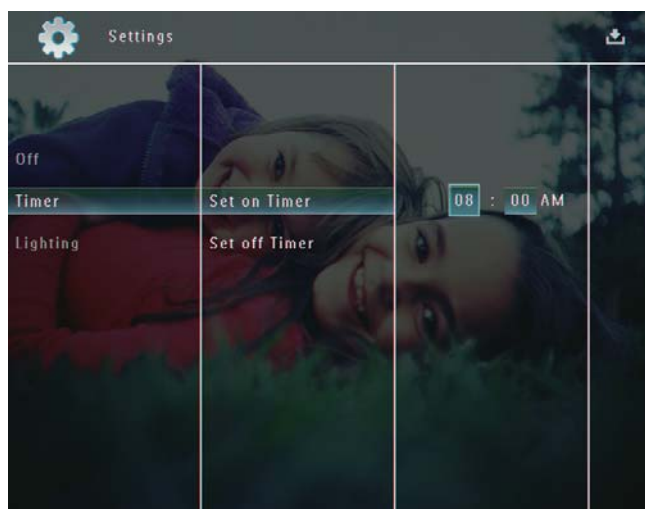 Settings
Off
Timer Set on Timer 08 : 00 AM
Lighting Set off Timer